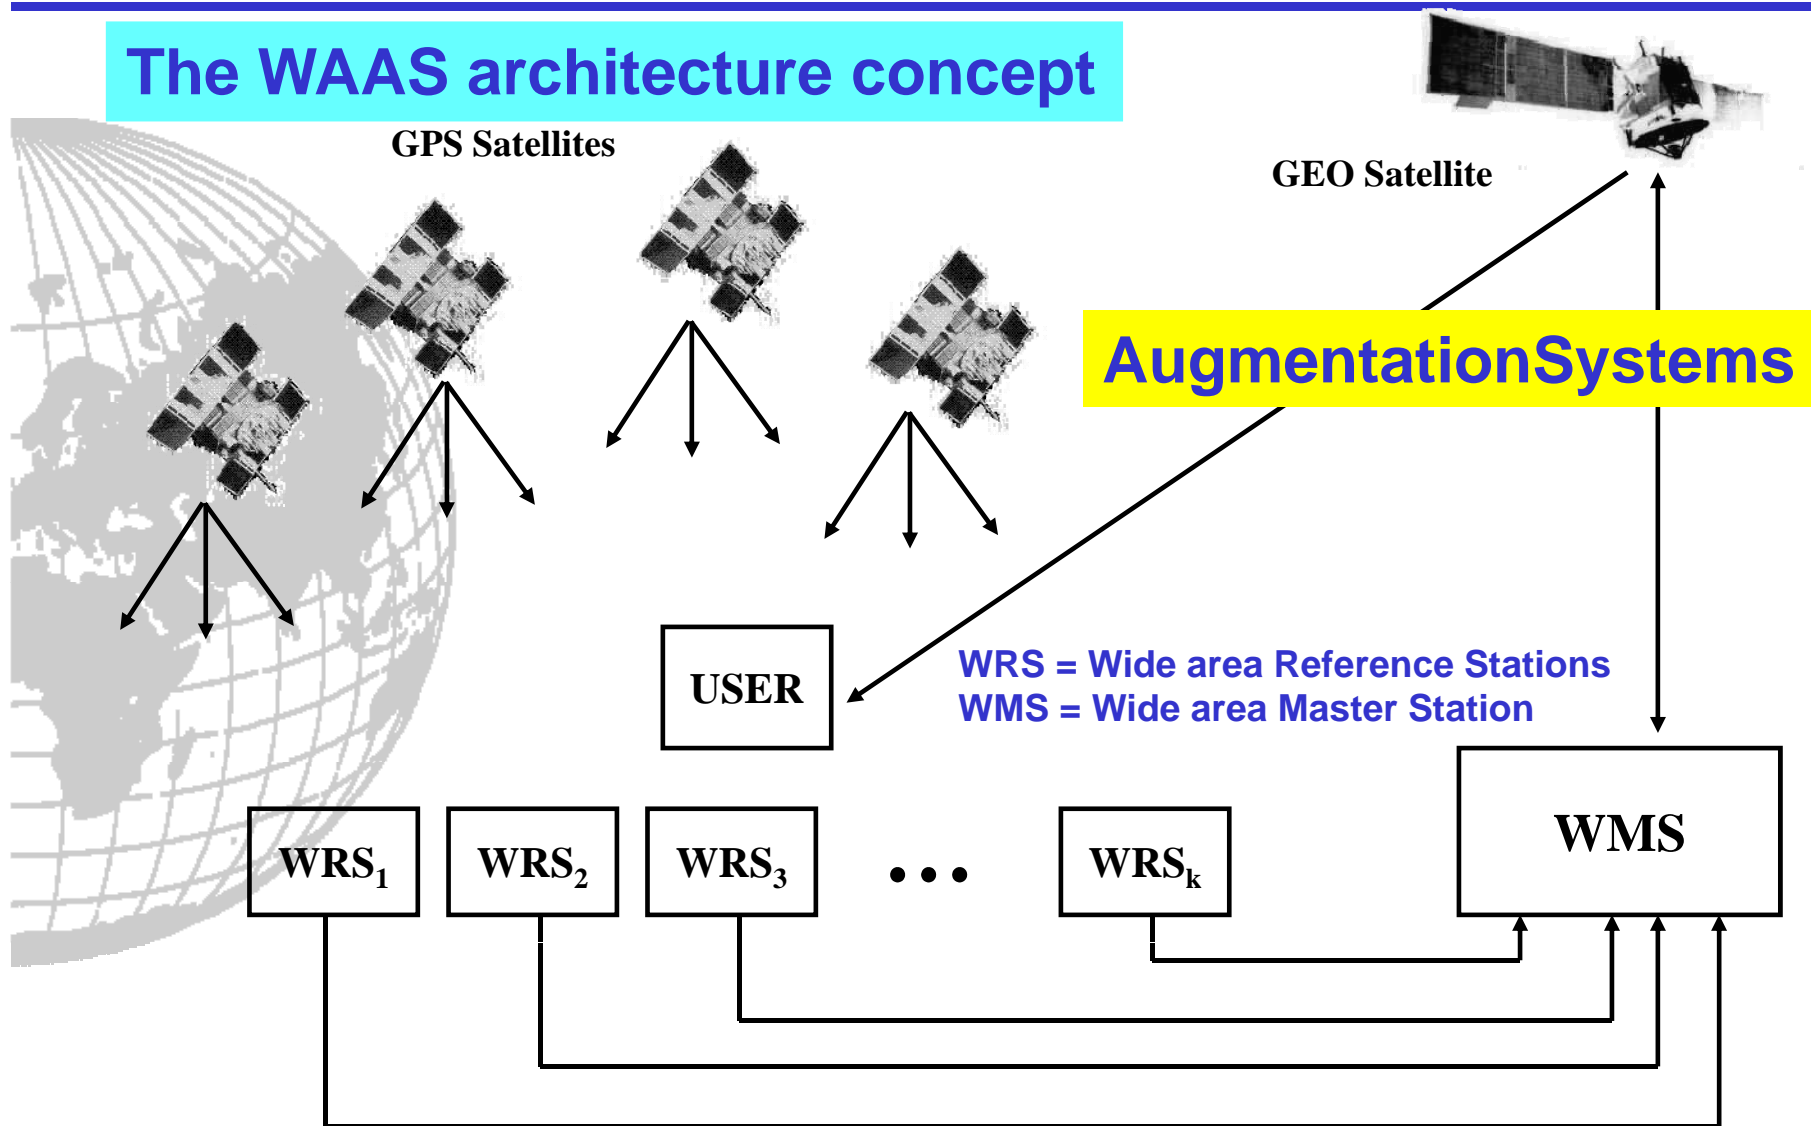 The WAAS architecture concept
GPS Satellites
GEO Satellite
AugmentationSystems
USER
WRS = Wide area Reference Stations
WMS = Wide area Master Station
WRS1
WRS2
WRS3
•••
WRSk
WMS